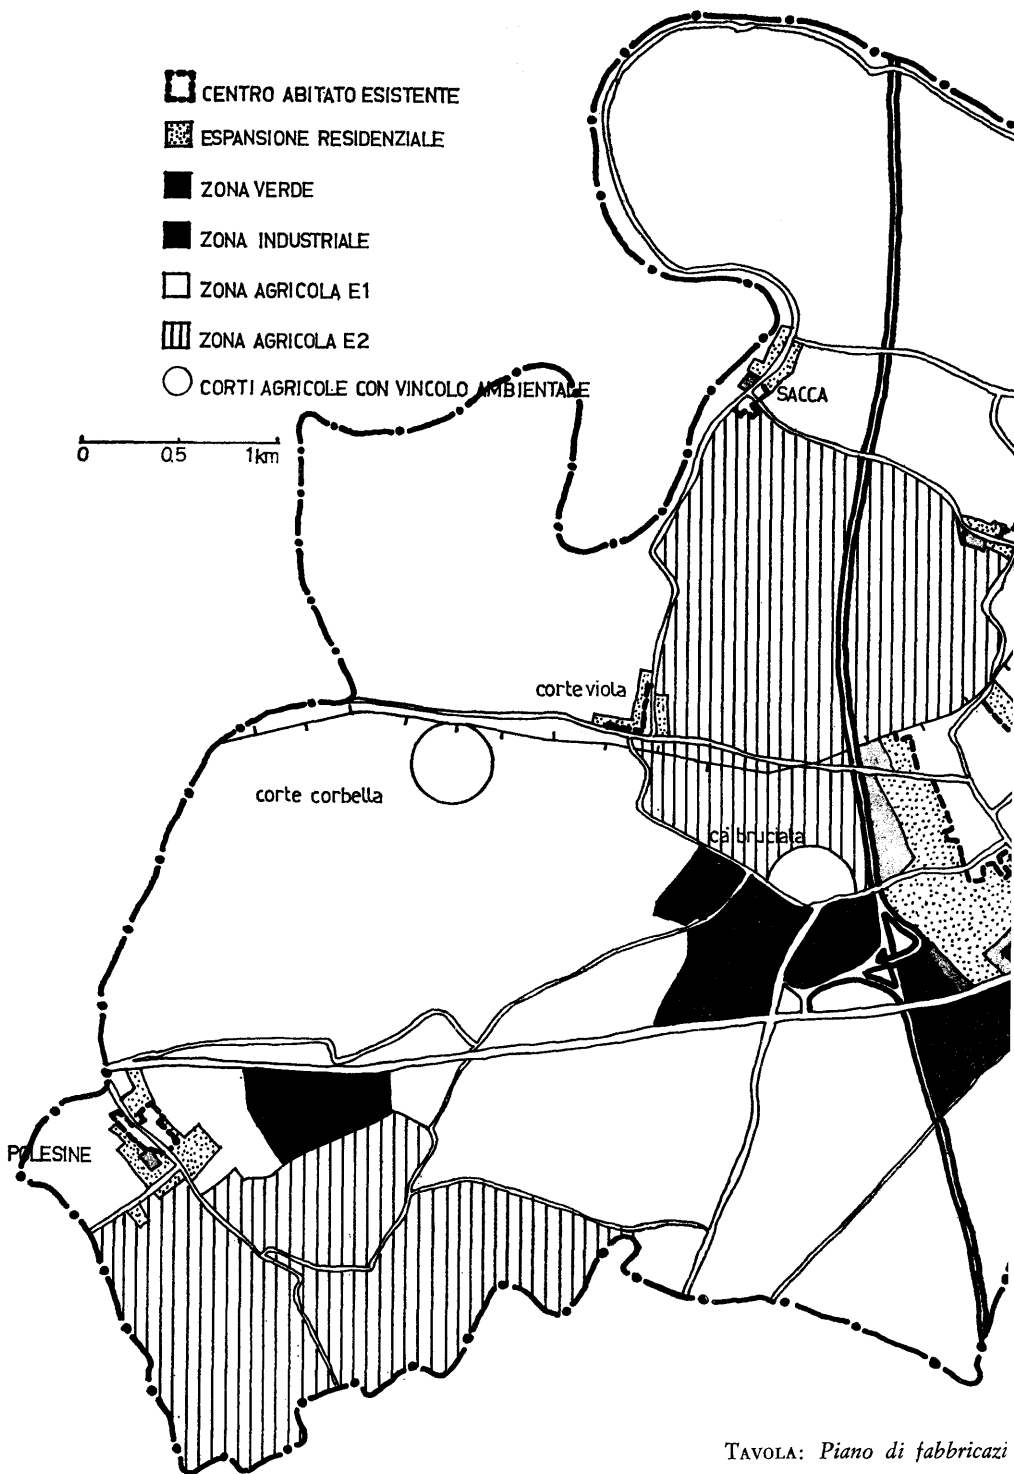 CENTRO ABITATO ESISTENTE
ESPANSIONE RESIDENZIALE
ZONA VERDE
ZONA INDUSTRIALE
ZONA AGRICOLA E1
ZONA AGRICOLA E2
CORTI AGRICOLE CON VINCOLO AMBIENTALE
0 0.5 1km
SACCA
corte viola
corte corbella
ca bruciata
POLESINE
TAVOLA: Piano di fabbricazi